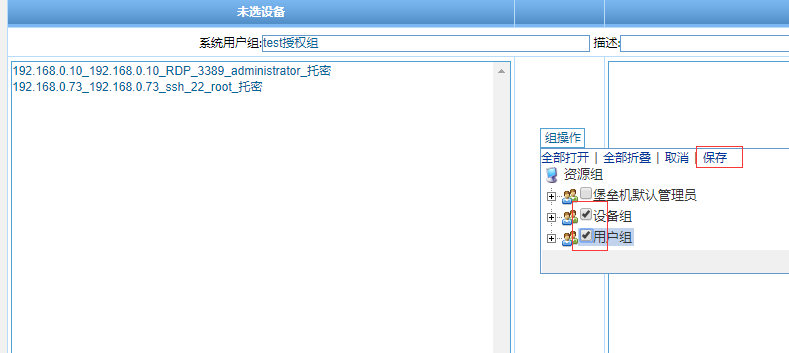 未选设备
系统用户组:test授权组 描述:
192.168.0.10_192.168.0.10_RDP_3389_administrator_托密
192.168.0.73_192.168.0.73_ssh_22_root_托密
组操作
全部打开 | 全部折叠 | 取消 | 保存
资源组
堡垒机默认管理员
设备组
用户组